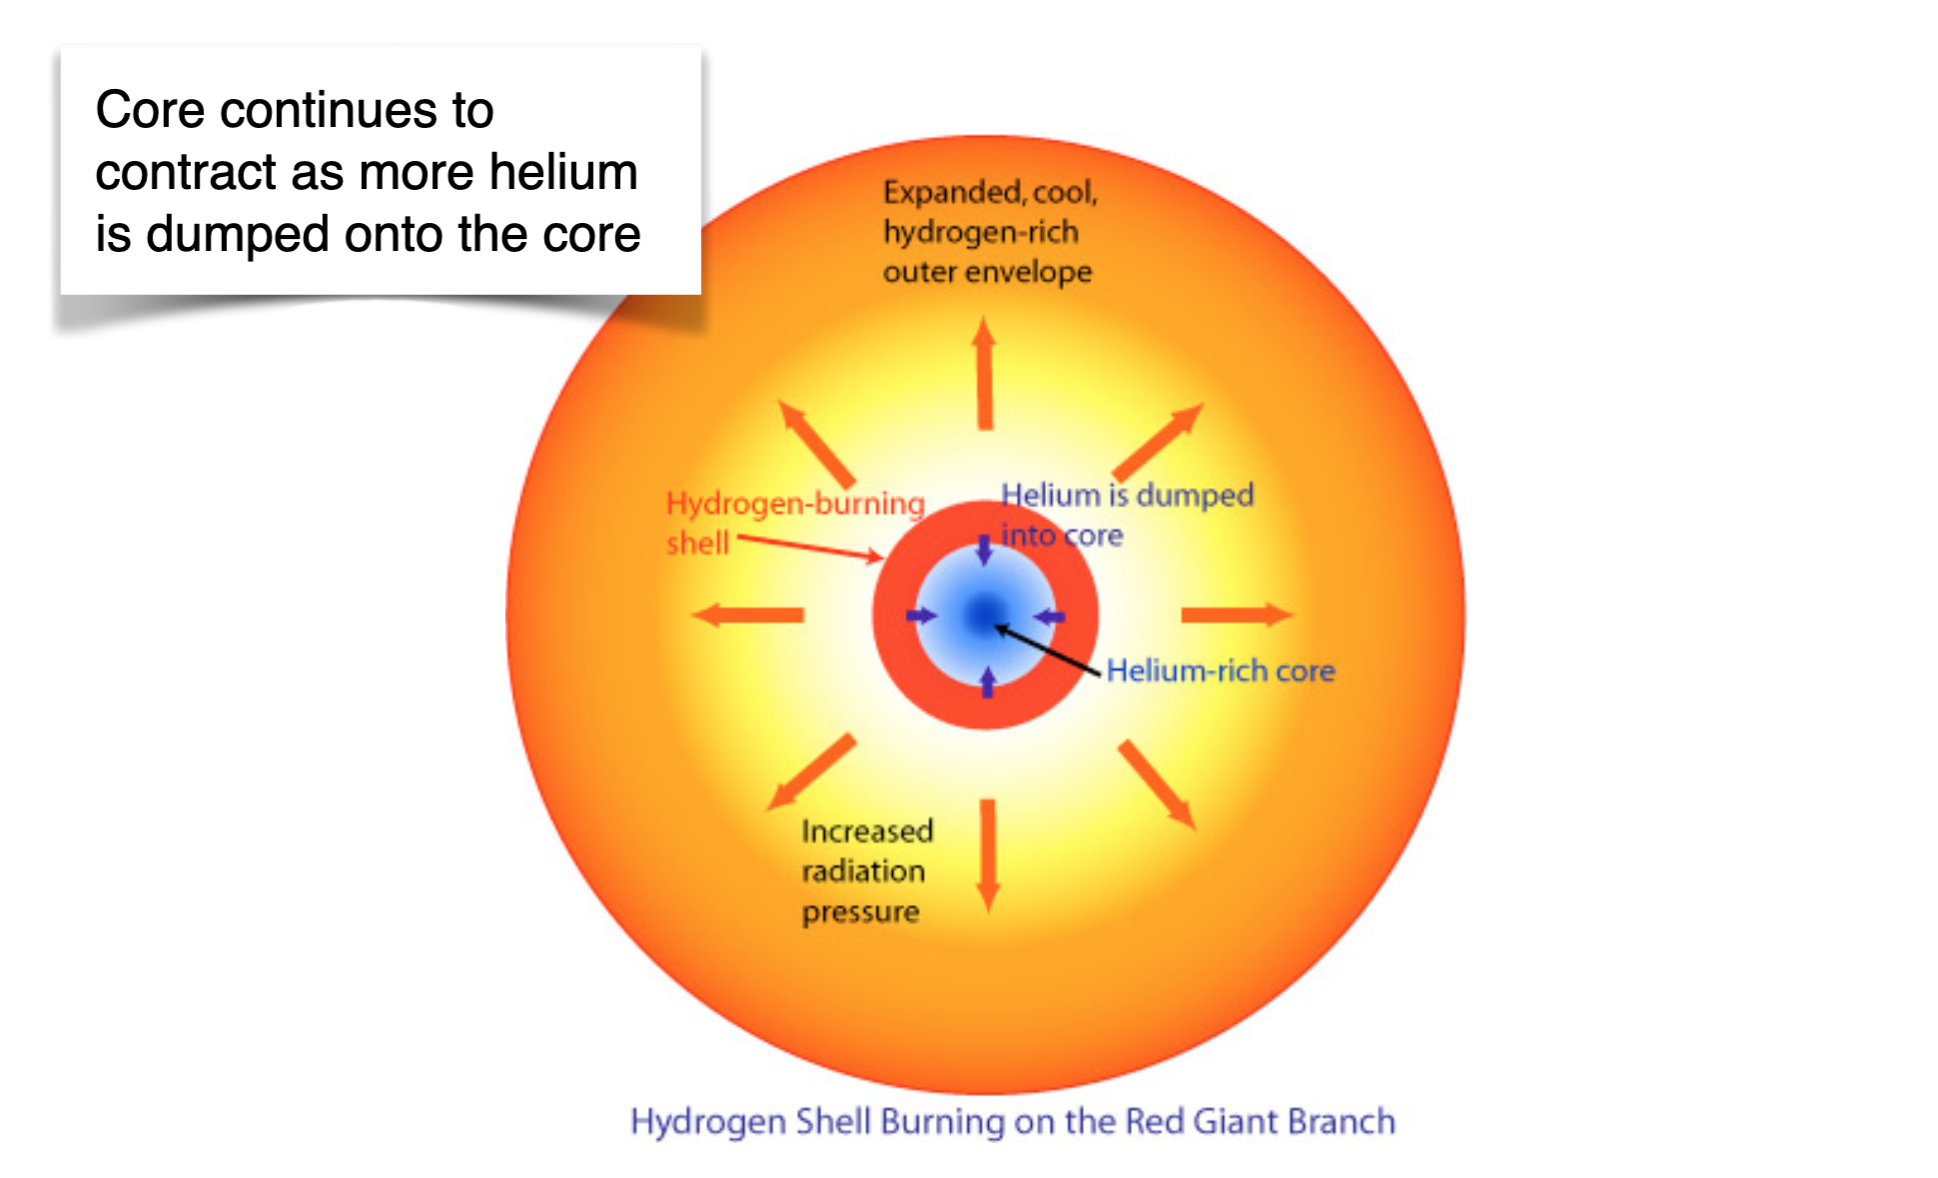 Core continues to
contract as more helium
is dumped onto the core
Expanded, cool,
hydrogen-rich
outer envelope
Hydrogen-burning
shell
Helium is dumped
into core
Helium-rich core
Increased
radiation
pressure
Hydrogen Shell Burning on the Red Giant Branch